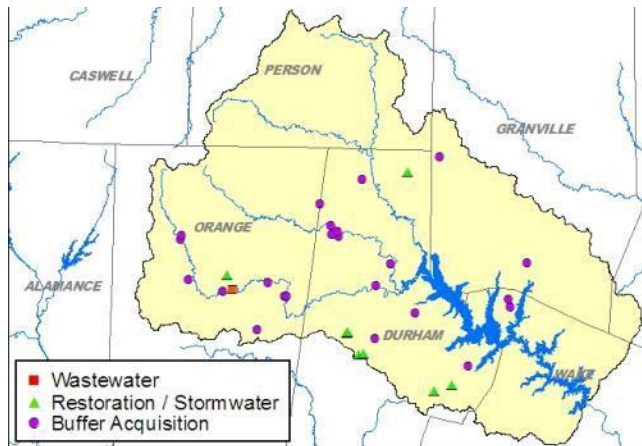 CASWELL
PERSON
GRANVILLE
ORANGE
ALAMANCE
DURHAM
WAKE
Wastewater
Restoration / Stormwater
Buffer Acquisition